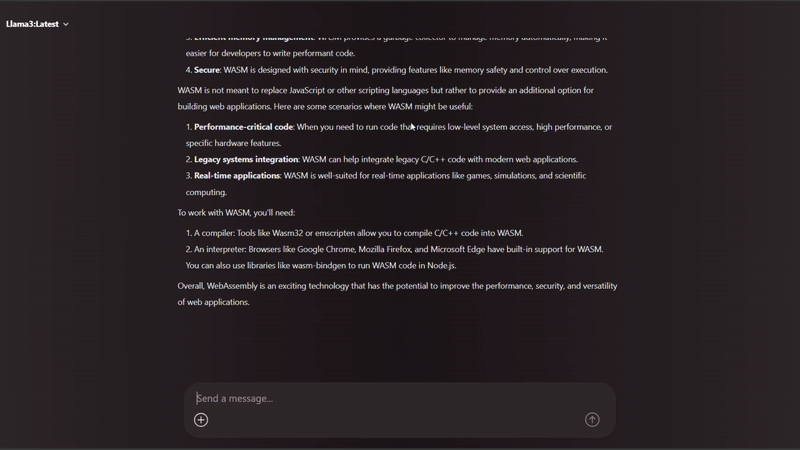 Llama3:Latest
3. Efficient memory management: WASM provides a garbage collector to manage memory automatically, making it
easier for developers to write performant code.
4. Secure: WASM is designed with security in mind, providing features like memory safety and control over execution.
WASM is not meant to replace JavaScript or other scripting languages but rather to provide an additional option for
building web applications. Here are some scenarios where WASM might be useful:
1. Performance-critical code: When you need to run code that requires low-level system access, high performance, or
specific hardware features.
2. Legacy systems integration: WASM can help integrate legacy C/C++ code with modern web applications.
3. Real-time applications: WASM is well-suited for real-time applications like games, simulations, and scientific
computing.
To work with WASM, you'll need:
1. A compiler: Tools like Wasm32 or emscripten allow you to compile C/C++ code into WASM.
2. An interpreter: Browsers like Google Chrome, Mozilla Firefox, and Microsoft Edge have built-in support for WASM.
You can also use libraries like wasm-bindgen to run WASM code in Node.js.
Overall, WebAssembly is an exciting technology that has the potential to improve the performance, security, and versatility
of web applications.
Send a message...